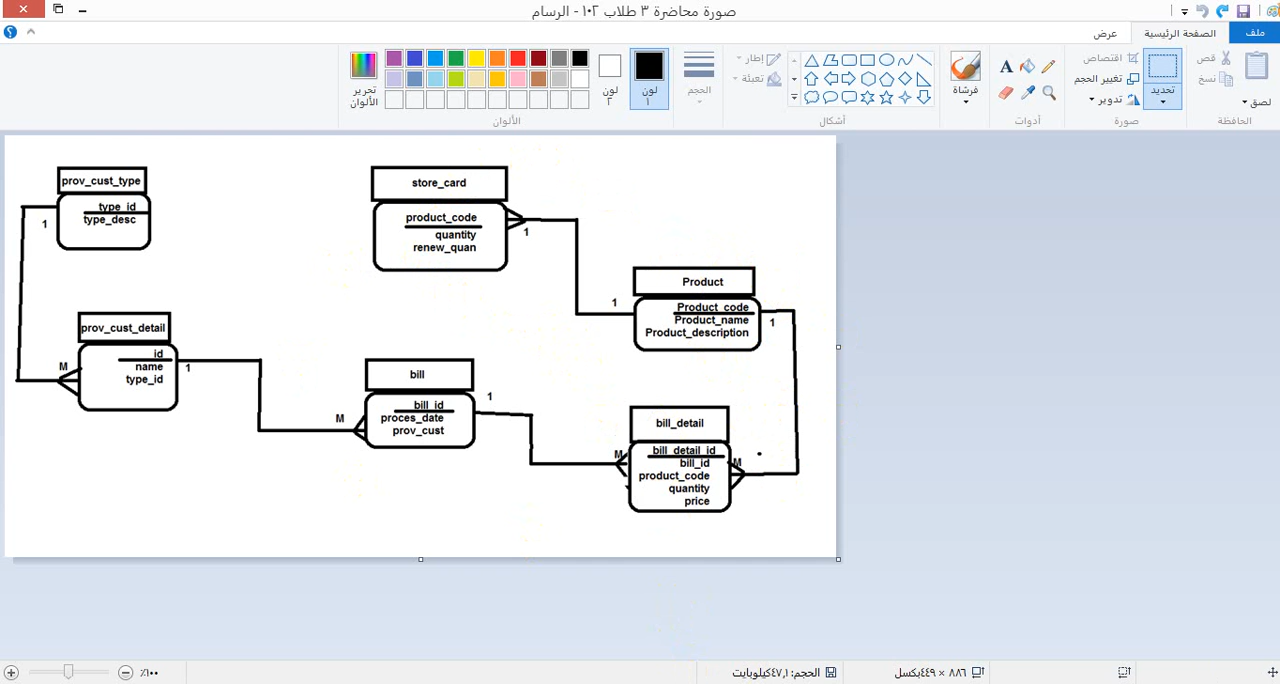 صورة محاضرة ٣ طلاب ١٠٢ - الرسام
ملف
الصفحة الرئيسية
عرض
لصق
قص
نسخ
الحافظة
تحديد
اقتصاص
تغيير الحجم
تدوير
صورة
A
أدوات
فرشاة
إطار
تعبئة
أشكال
الحجم
لون
١
لون
٢
تحرير
الألوان
الألوان
prov_cust_type
type_id
type_desc
1
store_card
product_code
quantity
renew_quan
1
Product
Product_code
Product_name
Product_description
1
1
prov_cust_detail
id
name
type_id
M
1
bill
bill_id
proces_date
prov_cust
M
1
bill_detail
bill_detail_id
bill_id
product_code
quantity
price
M
M
٨٨٦ × ٤٤٩بكسل
الحجم: ٤٧,١كيلوبايت
١٠٠٪